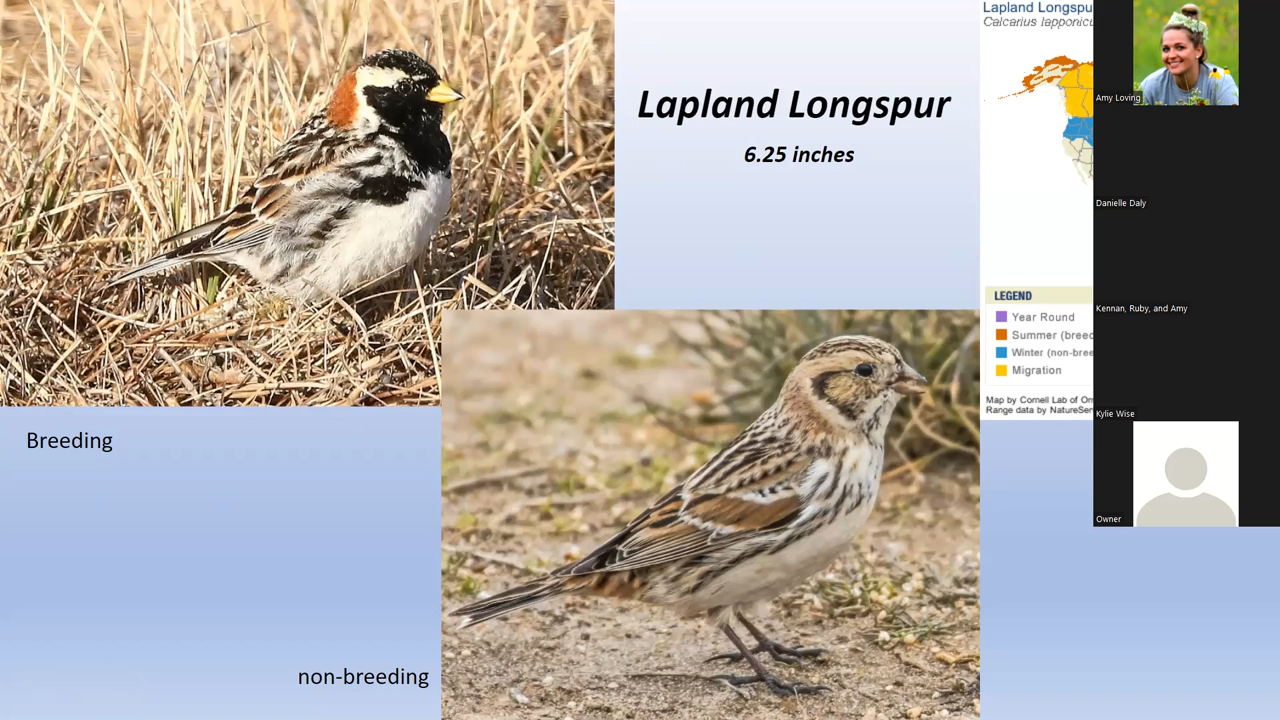 Lapland Longspur
6.25 inches
Breeding
non-breeding
Lapland Longspu
Calcarius lapponicu
LEGEND
Year Round
Summer (breed
Winter (non-bree
Migration
Map by Cornell Lab of Orn
Range data by NatureSer
Amy Loving
Danielle Daly
Kennan, Ruby, and Amy
Kylie Wise
Owner